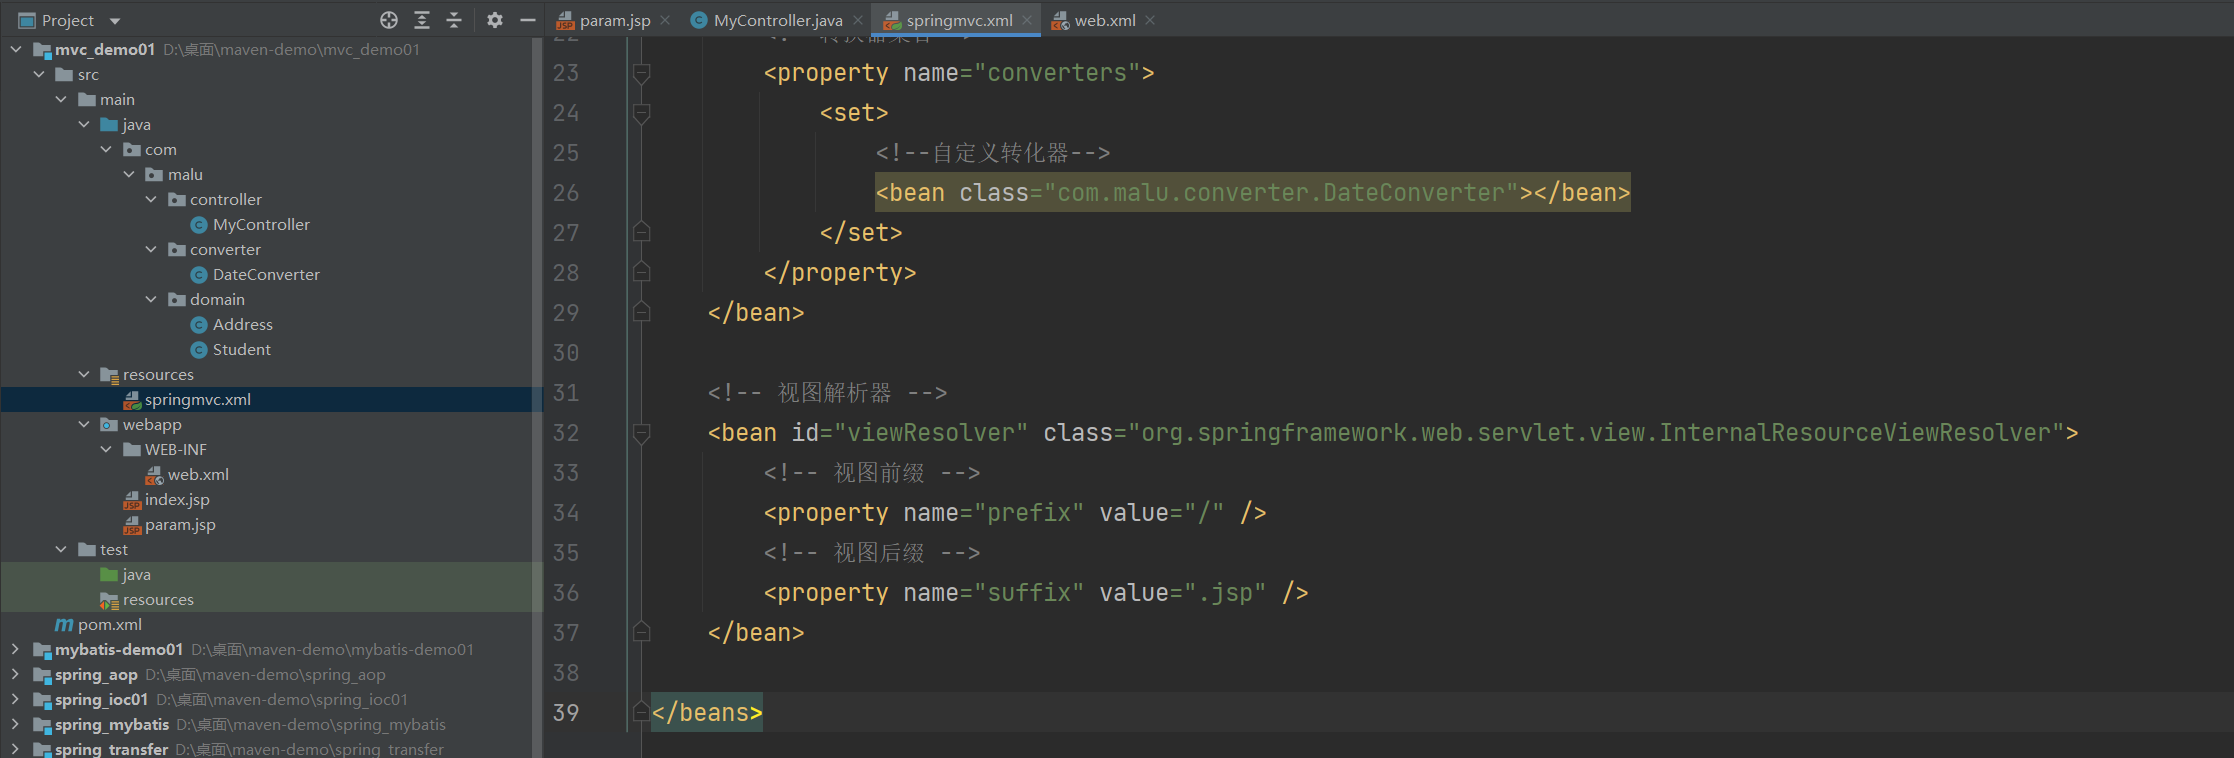 Project
param.jsp
MyController.java
springmvc.xml
web.xml
mvc_demo01 D:\桌面\maven-demo\mvc_demo01
src
main
java
com
malu
controller
MyController
converter
DateConverter
domain
Address
Student
resources
springmvc.xml
webapp
WEB-INF
web.xml
index.jsp
param.jsp
test
java
resources
pom.xml
mybatis-demo01 D:\桌面\maven-demo\mybatis-demo01
spring_aop D:\桌面\maven-demo\spring_aop
spring_ioc01 D:\桌面\maven-demo\spring_ioc01
spring_mybatis D:\桌面\maven-demo\spring_mybatis
spring_transfer D:\桌面\maven-demo\spring_transfer
23 <property name="converters">
24 <set>
25 <!--自定义转化器-->
26 <bean class="com.malu.converter.DateConverter"></bean>
27 </set>
28 </property>
29 </bean>
30
31 <!-- 视图解析器 -->
32 <bean id="viewResolver" class="org.springframework.web.servlet.view.InternalResourceViewResolver">
33 <!-- 视图前缀 -->
34 <property name="prefix" value="/" />
35 <!-- 视图后缀 -->
36 <property name="suffix" value=".jsp" />
37 </bean>
38
39 </beans>